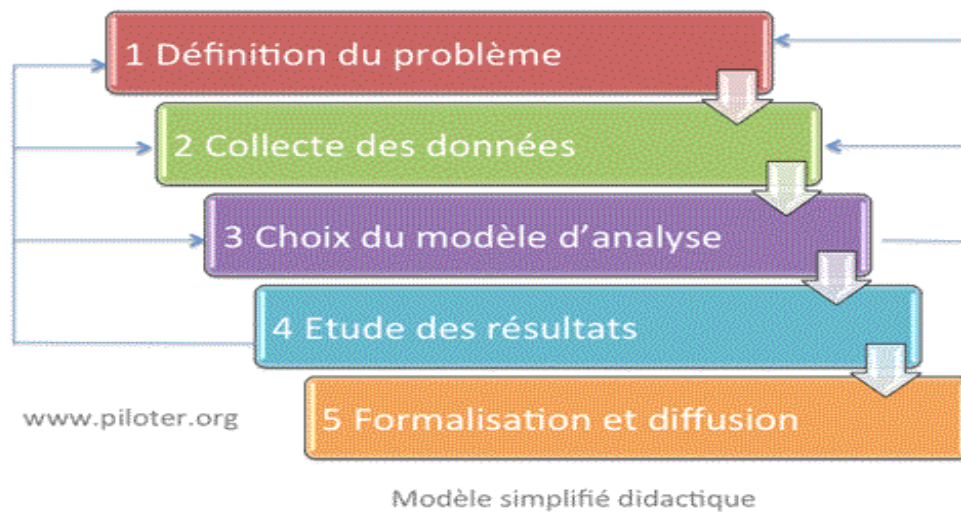 1 Définition du problème
2 Collecte des données
3 Choix du modèle d'analyse
4 Etude des résultats
5 Formalisation et diffusion
www.piloter.org
Modèle simplifié didactique